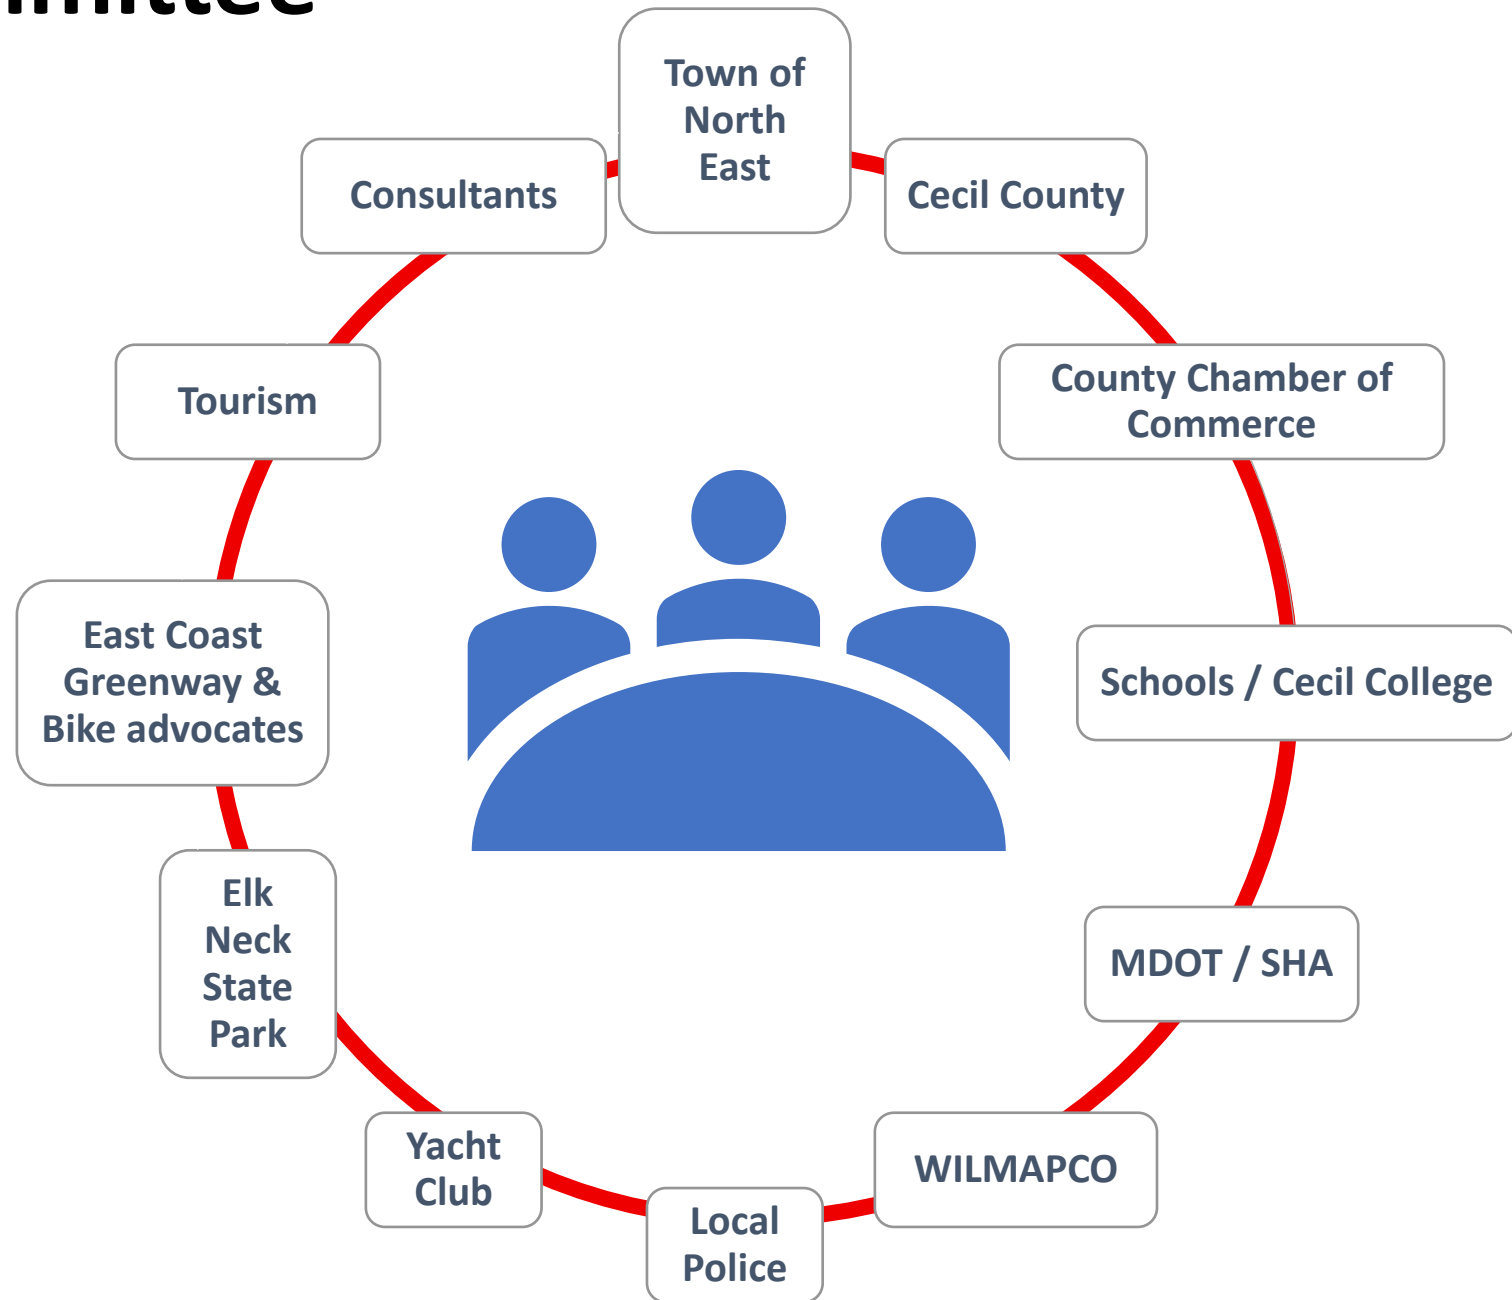 Town of
North
East
Cecil County
County Chamber of
Commerce
Schools / Cecil College
MDOT / SHA
WILMAPCO
Local
Police
Yacht
Club
Elk
Neck
State
Park
East Coast
Greenway &
Bike advocates
Tourism
Consultants